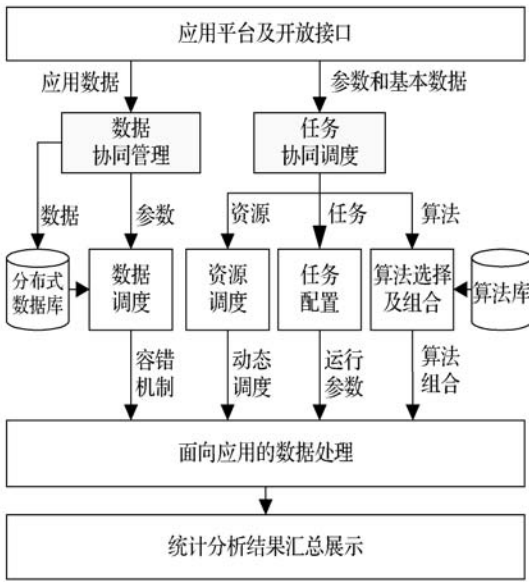 应用平台及开放接口
应用数据
参数和基本数据
数据
协同管理
任务
协同调度
数据
参数
资源
任务
算法
分布式
数据库
数据
调度
资源
调度
任务
配置
算法选择
及组合
算法库
容错
机制
动态
调度
运行
参数
算法
组合
面向应用的数据处理
统计分析结果汇总展示